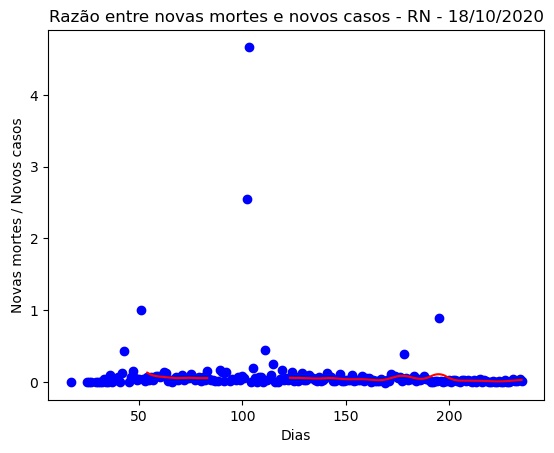 Razão entre novas mortes e novos casos - RN - 18/10/2020
Novas mortes / Novos casos
4
3
2
1
0
50 100 150 200
Dias